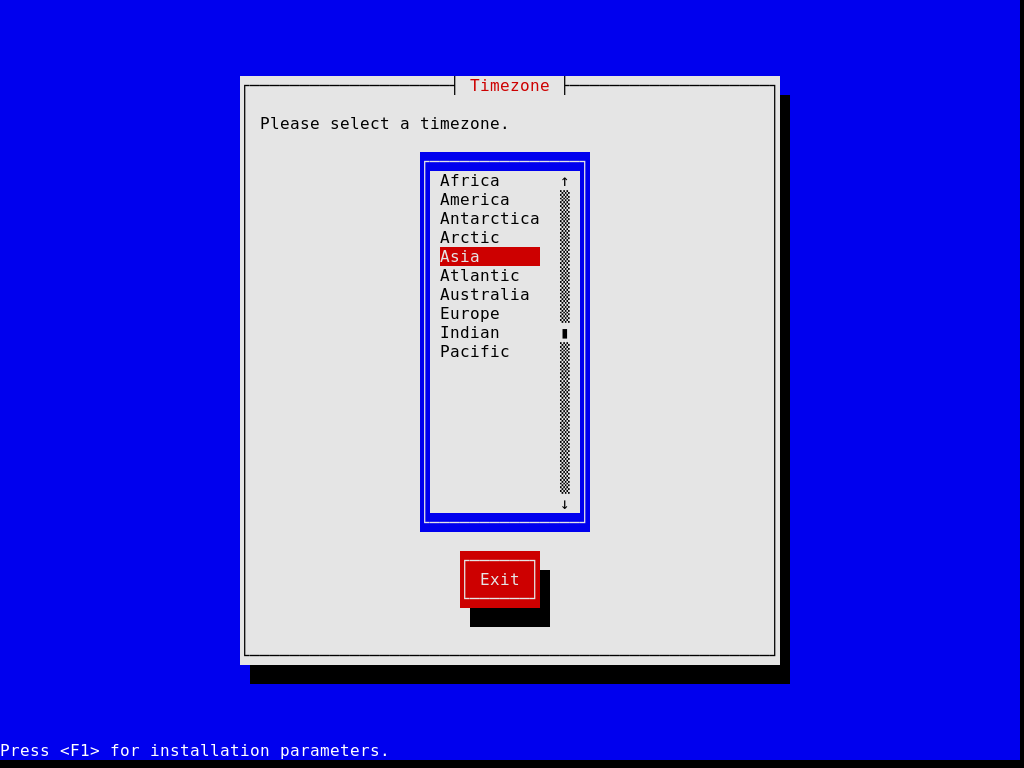 Timezone
Please select a timezone.
Africa
America
Antarctica
Arctic
Asia
Atlantic
Australia
Europe
Indian
Pacific
Exit
Press <F1> for installation parameters.